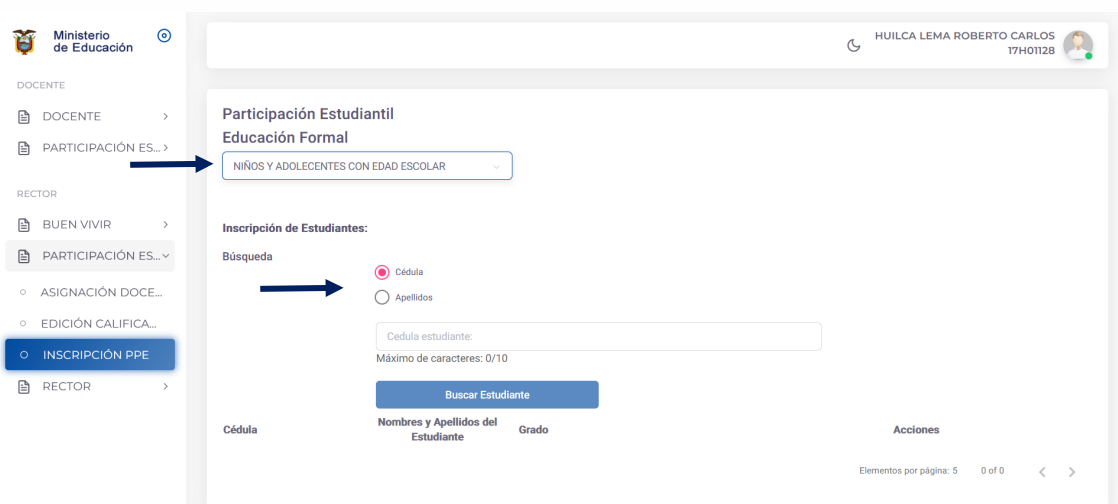 Ministerio
de Educación
HUILCA LEMA ROBERTO CARLOS
17H01128
DOCENTE
DOCENTE
PARTICIPACIÓN ES...
RECTOR
BUEN VIVIR
PARTICIPACIÓN ES...
ASIGNACIÓN DOCE...
EDICIÓN CALIFICA...
INSCRIPCIÓN PPE
RECTOR
Participación Estudiantil
Educación Formal
NIÑOS Y ADOLECENTES CON EDAD ESCOLAR
Inscripción de Estudiantes:
Búsqueda
Cédula
Apellidos
Cedula estudiante:
Máximo de caracteres: 0/10
Buscar Estudiante
Cédula
Nombres y Apellidos del
Estudiante
Grado
Acciones
Elementos por página: 5
0 of 0